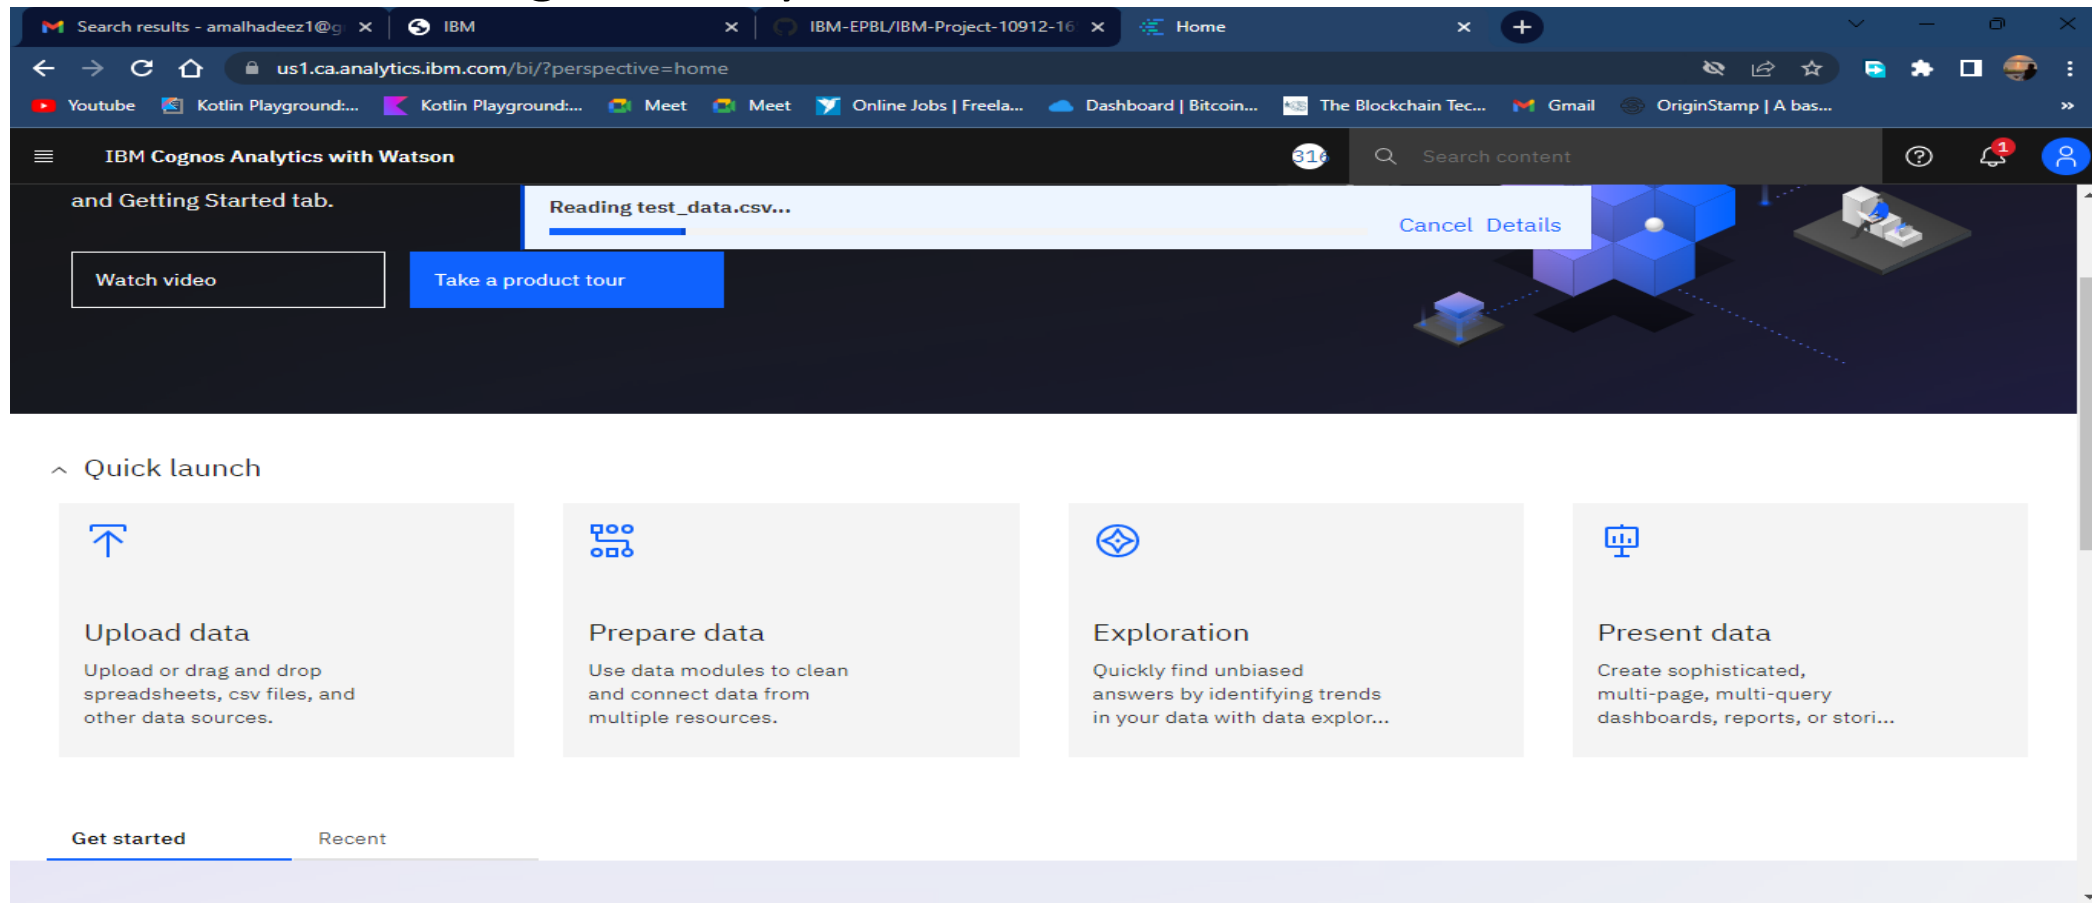 Search results - amalhadeez1@g
IBM
IBM-EPBL/IBM-Project-10912-16
Home
us1.ca.analytics.ibm.com/bi/?perspective=home
Youtube
Kotlin Playground:...
Kotlin Playground:...
Meet
Meet
Online Jobs | Freela...
Dashboard | Bitcoin...
The Blockchain Tec...
Gmail
OriginStamp | A bas...
»
IBM Cognos Analytics with Watson
316
Search content
1
and Getting Started tab.
Reading test_data.csv...
Cancel Details
Watch video
Take a product tour
Quick launch
Upload data
Upload or drag and drop
spreadsheets, csv files, and
other data sources.
Prepare data
Use data modules to clean
and connect data from
multiple resources.
Exploration
Quickly find unbiased
answers by identifying trends
in your data with data explor...
Present data
Create sophisticated,
multi-page, multi-query
dashboards, reports, or stori...
Get started
Recent